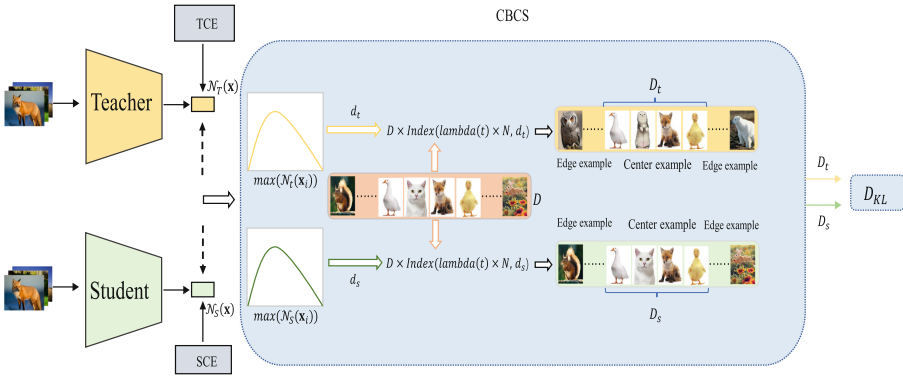 CBCS
TCE
Teacher
𝒩_T(𝐱)
Student
𝒩_S(𝐱)
SCE
max(𝒩_t(𝐱_i))
d_t
D × Index(lambda(t) × N, d_t)
D_t
Edge example
Center example
Edge example
D
max(𝒩_S(𝐱_i))
d_s
D × Index(lambda(t) × N, d_s)
Edge example
Center example
Edge example
D_s
D_t
D_s
D_KL